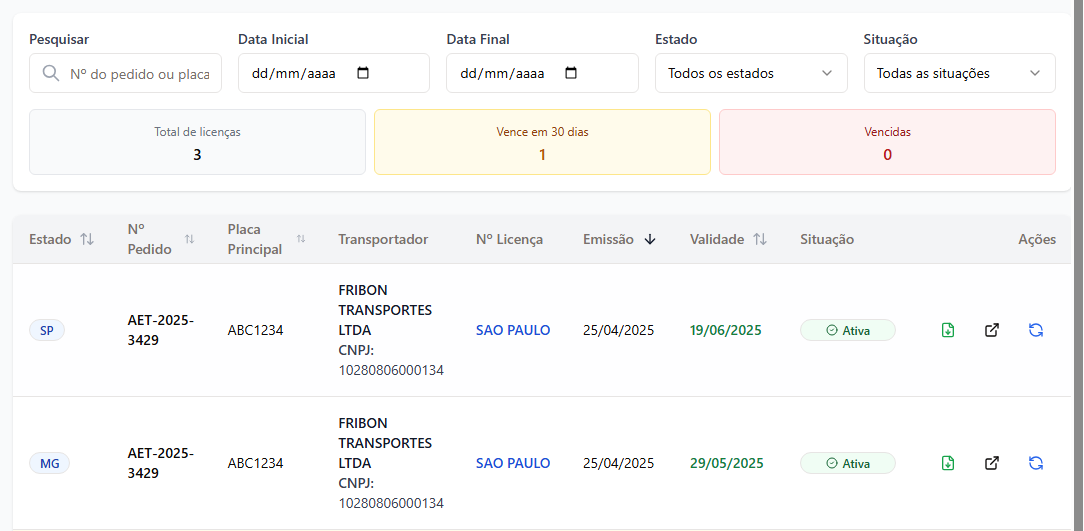 Pesquisar
Data Inicial
Data Final
Estado
Situação
Nº do pedido ou placa
dd/mm/aaaa
dd/mm/aaaa
Todos os estados
Todas as situações
Total de licenças
3
Vence em 30 dias
1
Vencidas
0
Estado
Nº
Pedido
Placa
Principal
Transportador
Nº Licença
Emissão
Validade
Situação
Ações
SP
AET-2025-
3429
ABC1234
FRIBON
TRANSPORTES
LTDA
CNPJ:
10280806000134
SAO PAULO
25/04/2025
19/06/2025
Ativa
MG
AET-2025-
3429
ABC1234
FRIBON
TRANSPORTES
LTDA
CNPJ:
10280806000134
SAO PAULO
25/04/2025
29/05/2025
Ativa